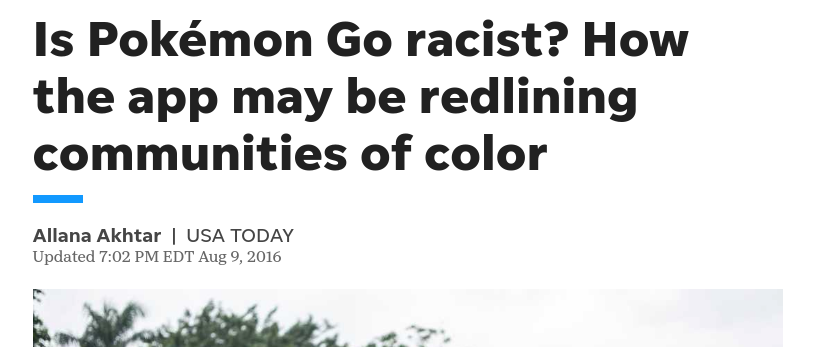 Is Pokémon Go racist? How
the app may be redlining
communities of color
Allana Akhtar | USA TODAY
Updated 7:02 PM EDT Aug 9, 2016